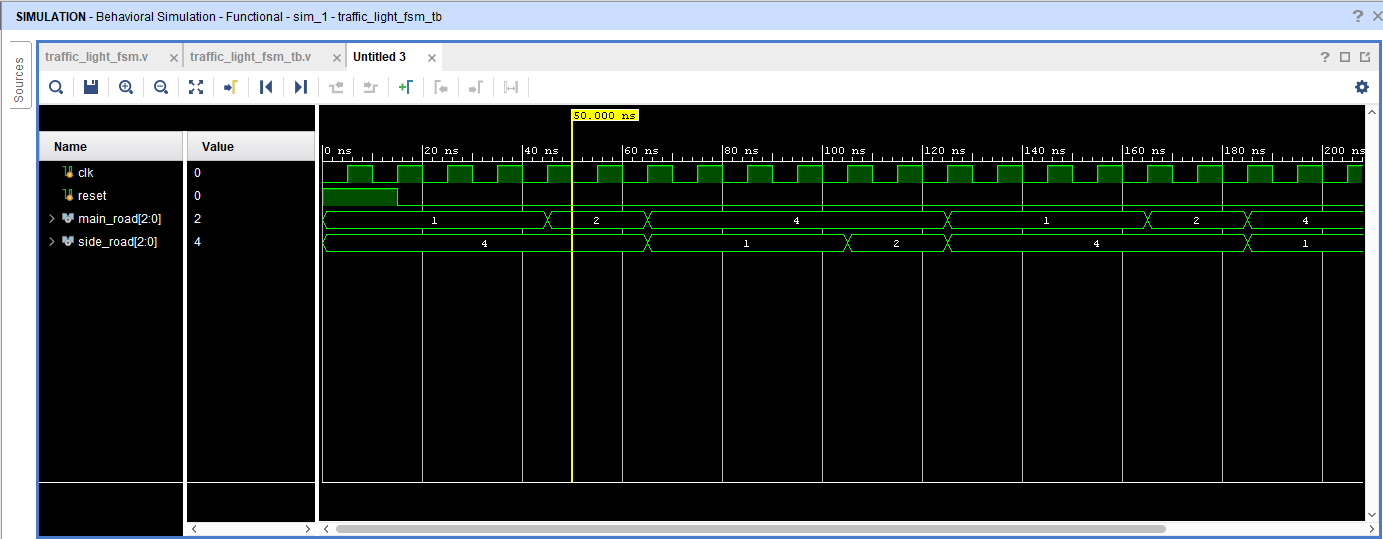 SIMULATION - Behavioral Simulation - Functional - sim_1 - traffic_light_fsm_tb
Sources
traffic_light_fsm.v
traffic_light_fsm_tb.v
Untitled 3
50.000 ns
Name Value
0 ns 20 ns 40 ns 60 ns 80 ns 100 ns 120 ns 140 ns 160 ns 180 ns 200 ns
clk 0
reset 0
main_road[2:0] 2 1 2 4 1 2 4
side_road[2:0] 4 4 1 2 4 1